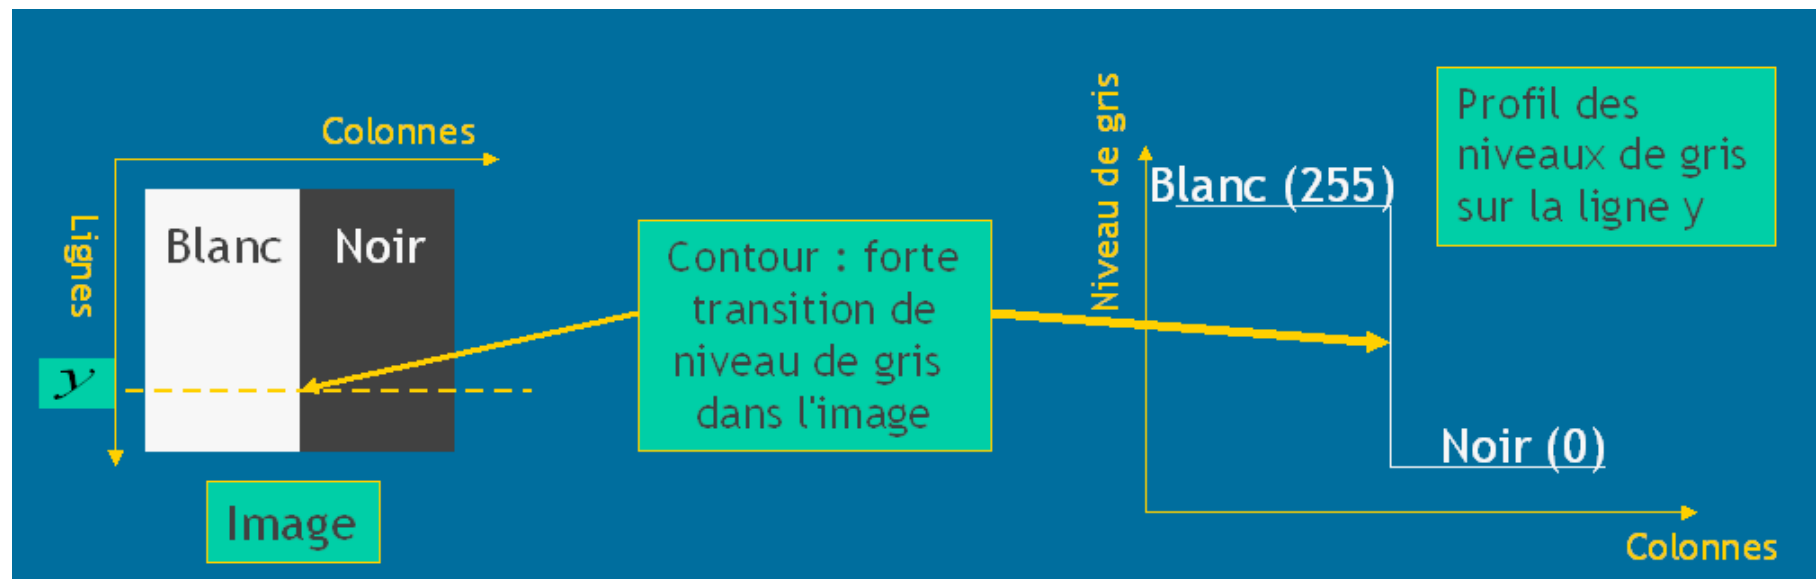 Colonnes
Lignes
Blanc
Noir
y
Image
Contour : forte
transition de
niveau de gris
dans l'image
Niveau de gris
Blanc (255)
Noir (0)
Colonnes
Profil des
niveaux de gris
sur la ligne y